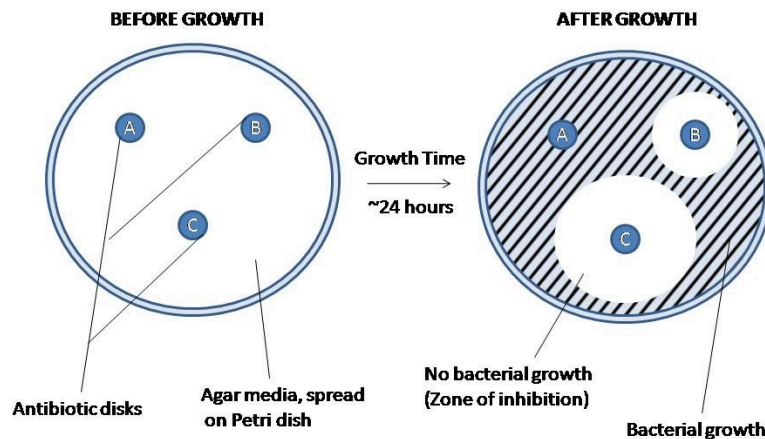 BEFORE GROWTH
AFTER GROWTH
A
B
C
Growth Time
~24 hours
A
B
C
Antibiotic disks
Agar media, spread
on Petri dish
No bacterial growth
(Zone of inhibition)
Bacterial growth